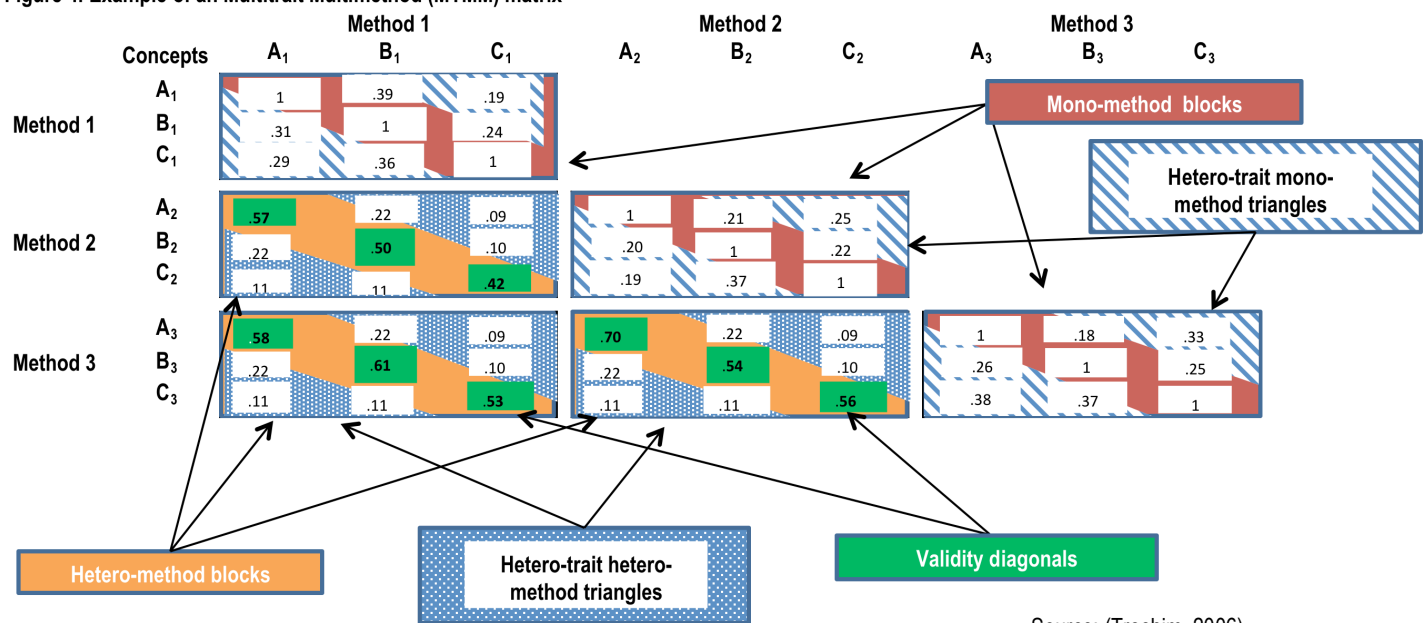 Method 1 Method 2 Method 3
Concepts A₁ B₁ C₁ A₂ B₂ C₂ A₃ B₃ C₃
Method 1
A₁ 1 .39 .19
B₁ .31 1 .24
C₁ .29 .36 1
Mono-method blocks
Hetero-trait mono-
method triangles
Method 2
A₂ .57 .22 .09 1 .21 .25
B₂ .22 .50 .10 .20 1 .22
C₂ .11 .11 .42 .19 .37 1
Method 3
A₃ .58 .22 .09 .70 .22 .09 1 .18 .33
B₃ .22 .61 .10 .22 .54 .10 .26 1 .25
C₃ .11 .11 .53 .11 .11 .56 .38 .37 1
Hetero-method blocks
Hetero-trait hetero-
method triangles
Validity diagonals